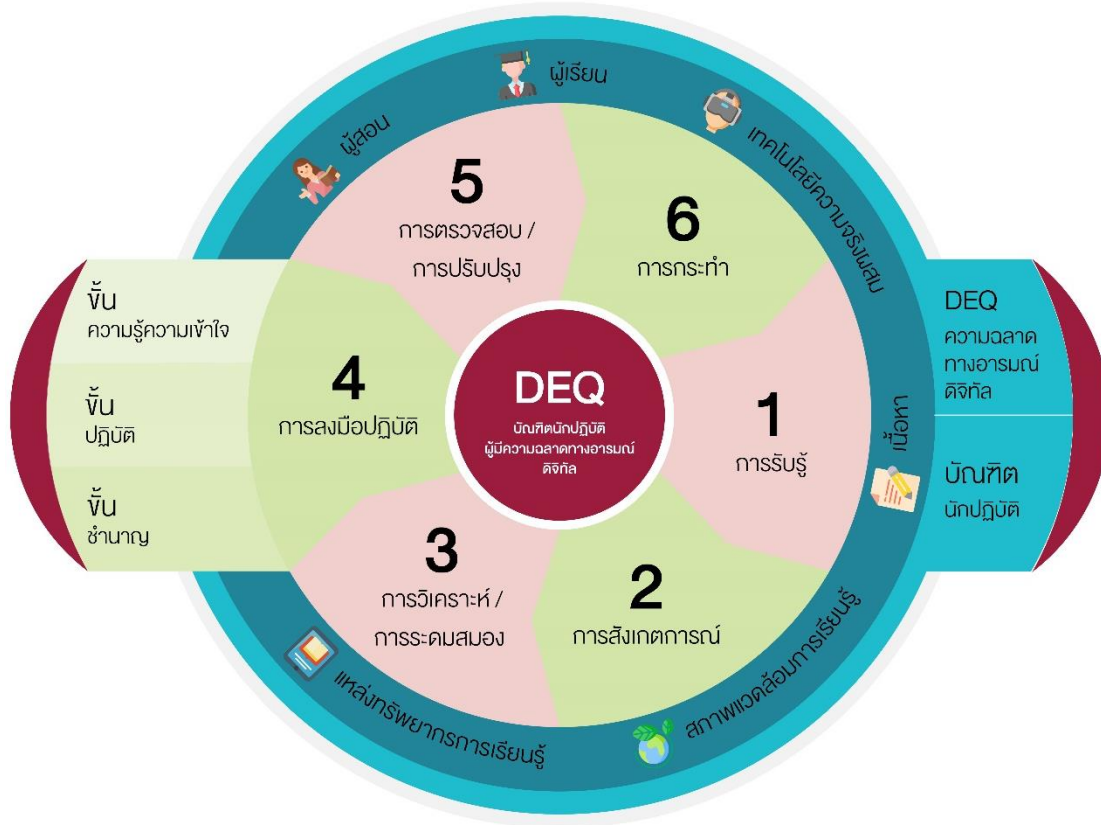 ผู้สอน
ผู้เรียน
เทคโนโลยีความจริงผสม
เนื้อหา
สภาพแวดล้อมการเรียนรู้
แหล่งทรัพยากรการเรียนรู้
5
การตรวจสอบ /
การปรับปรุง
6
การกระทำ
1
การรับรู้
2
การสังเกตการณ์
3
การวิเคราะห์ /
การระดมสมอง
4
การลงมือปฏิบัติ
DEQ
บัณฑิตนักปฏิบัติ
ผู้มีความฉลาดทางอารมณ์
ดิจิทัล
ขั้น
ความรู้ความเข้าใจ
ขั้น
ปฏิบัติ
ขั้น
ชำนาญ
DEQ
ความฉลาด
ทางอารมณ์
ดิจิทัล
บัณฑิต
นักปฏิบัติ